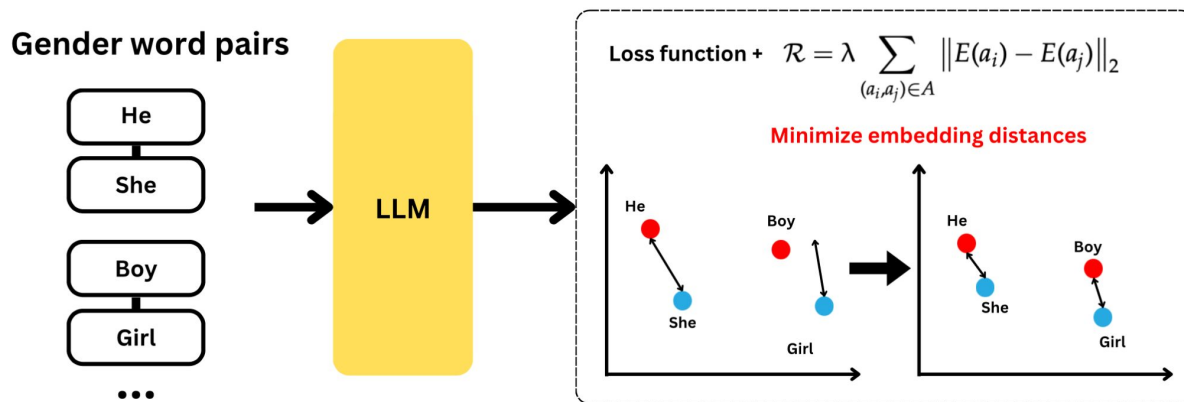 Gender word pairs
He
She
Boy
Girl
...
LLM
Loss function + ℛ = λ ∑_{(a_i,a_j)∈A} ‖E(a_i) − E(a_j)‖₂
Minimize embedding distances
He
She
Boy
Girl
He
She
Boy
Girl